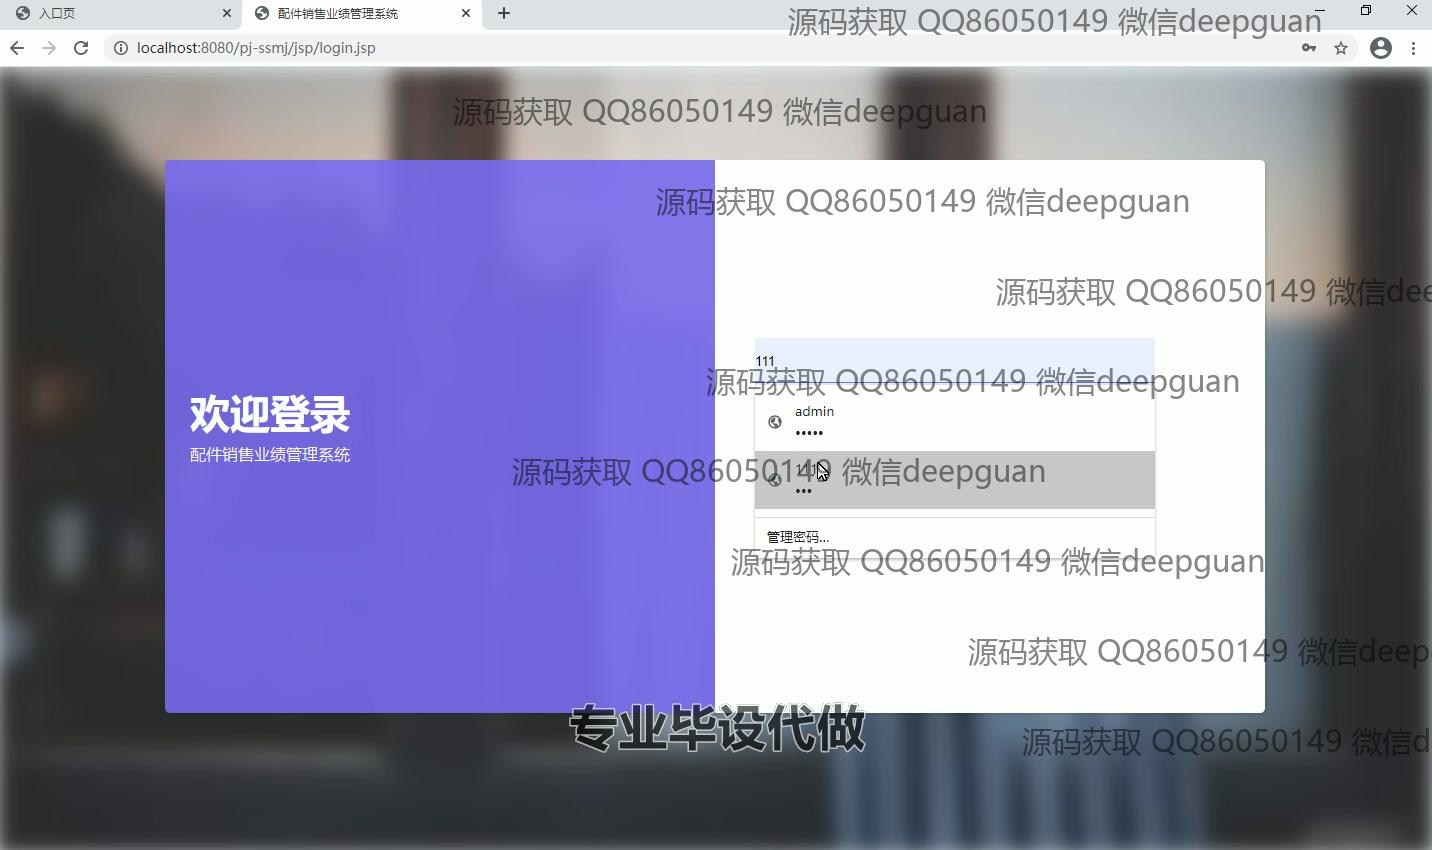 入口页
配件销售业绩管理系统
源码获取 QQ86050149 微信deepguan
localhost:8080/pj-ssmj/jsp/login.jsp
源码获取 QQ86050149 微信deepguan
源码获取 QQ86050149 微信deepguan
源码获取 QQ86050149 微信dee
111
源码获取 QQ86050149 微信deepguan
欢迎登录
配件销售业绩管理系统
admin
•••••
源码获取 QQ86050149 微信deepguan
•••
管理密码...
源码获取 QQ86050149 微信deepguan
源码获取 QQ86050149 微信deep
专业毕设代做
源码获取 QQ86050149 微信d